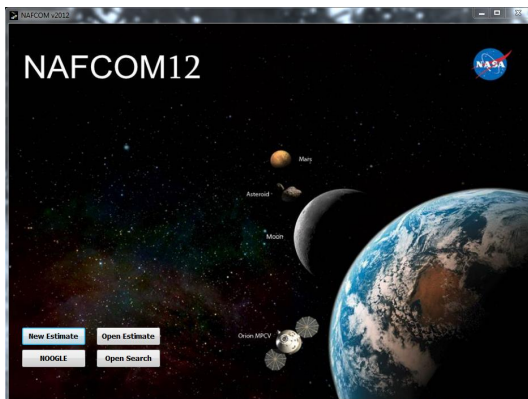 NAFCOM v2012
NAFCOM12
NASA
Mars
Asteroid
Moon
Orion MPCV
New Estimate
Open Estimate
NOOGLE
Open Search